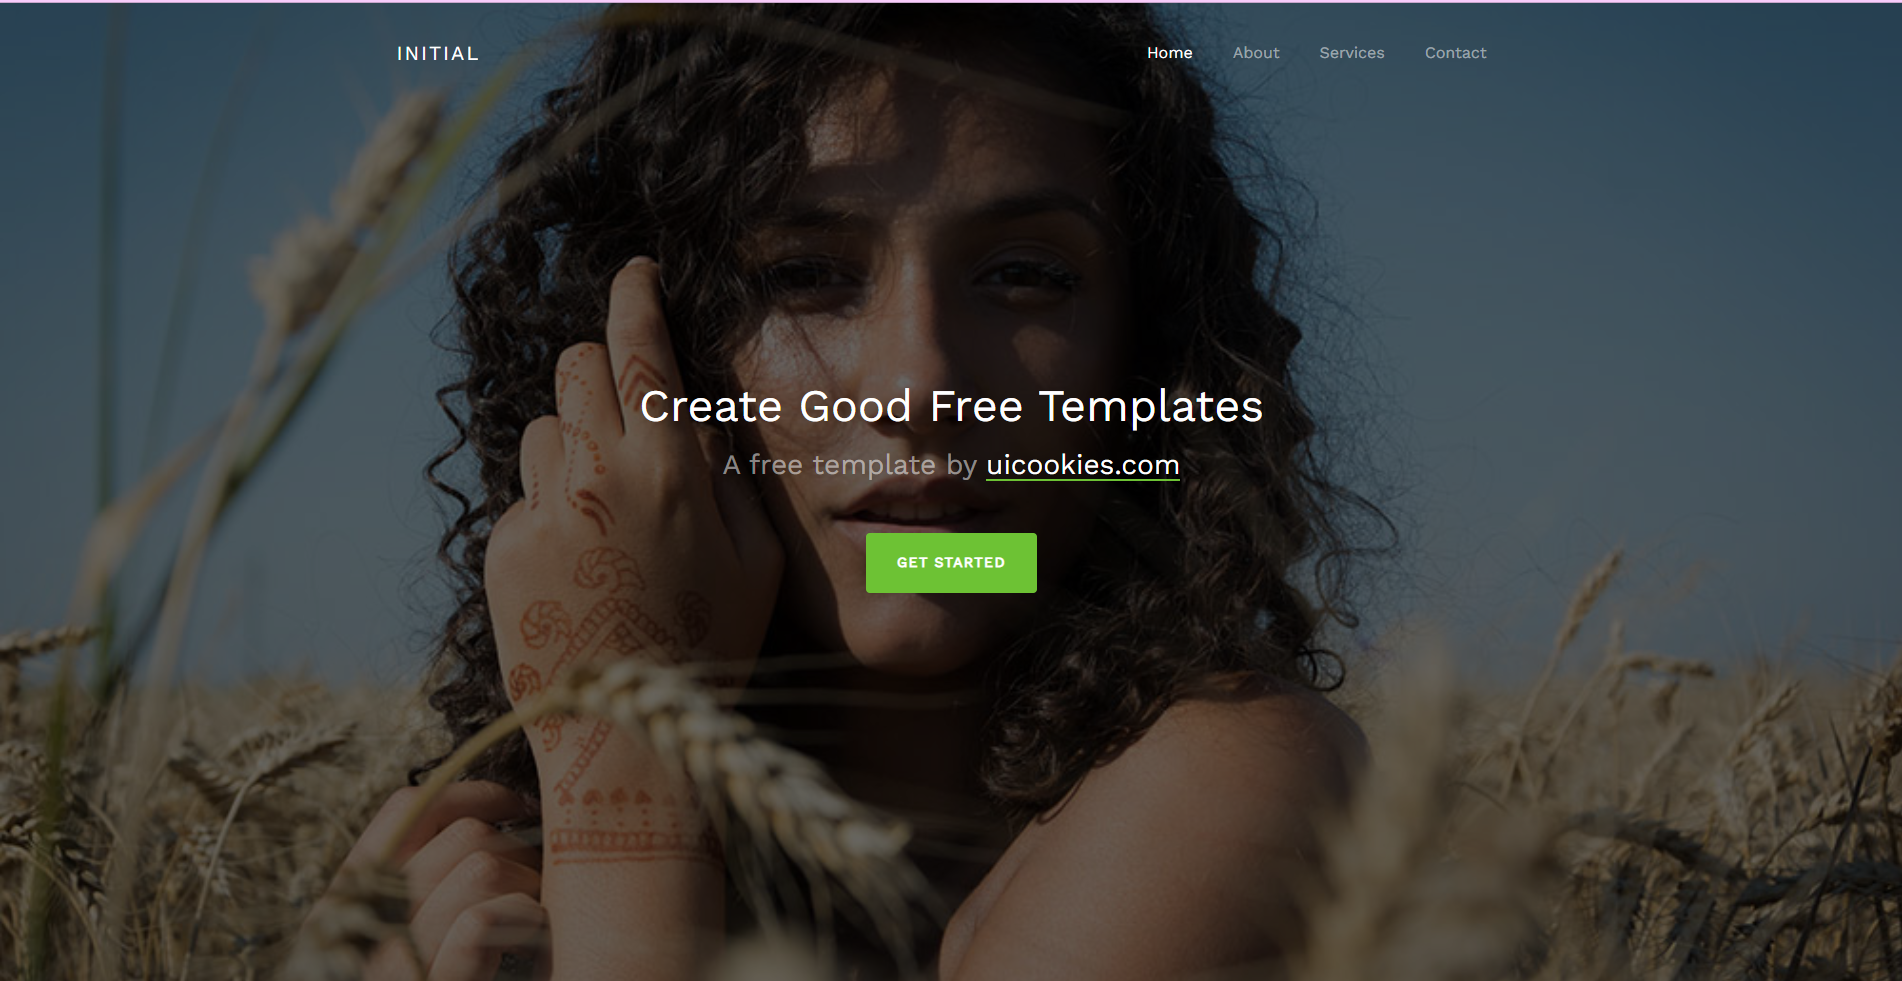 INITIAL
Home About Services Contact
Create Good Free Templates
A free template by uicookies.com
GET STARTED